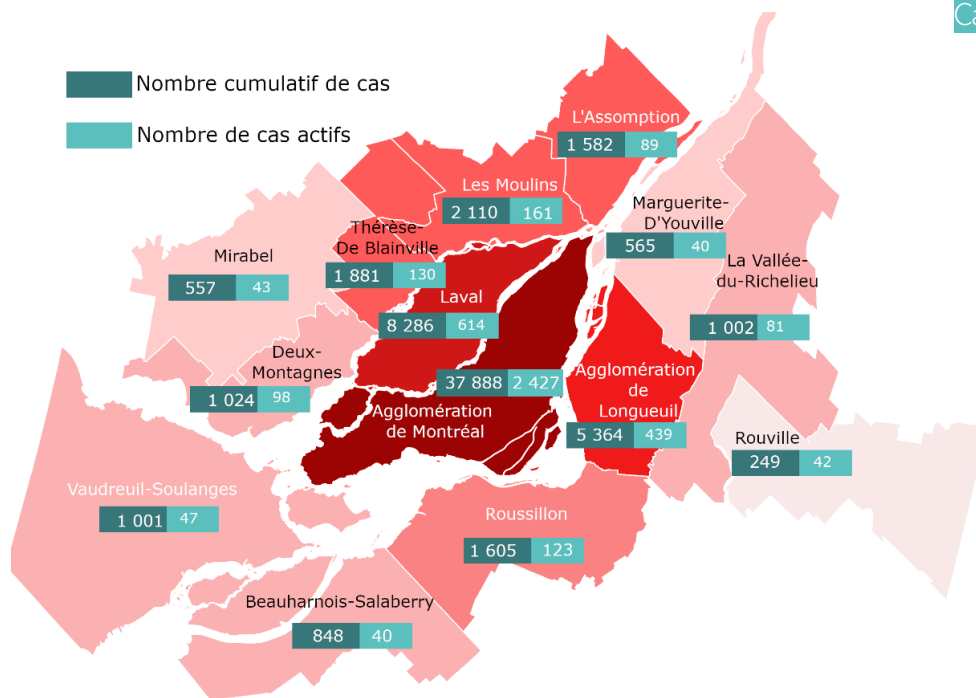 Ca
Nombre cumulatif de cas
Nombre de cas actifs
L'Assomption
1 582 89
Les Moulins
2 110 161
Marguerite-
D'Youville
565 40
Thérèse-
De Blainville
1 881 130
La Vallée-
du-Richelieu
1 002 81
Mirabel
557 43
Laval
8 286 614
Deux-
Montagnes
1 024 98
37 888 2 427
Agglomération
de Montréal
Agglomération
de
Longueuil
5 364 439
Rouville
249 42
Vaudreuil-Soulanges
1 001 47
Roussillon
1 605 123
Beauharnois-Salaberry
848 40